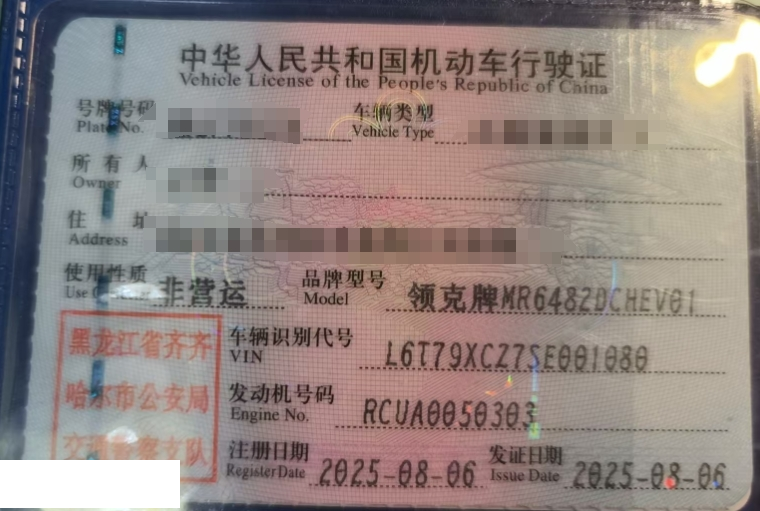 中华人民共和国机动车行驶证
Vehicle License of the People's Republic of China
号牌号码 车辆类型
Plate No. Vehicle Type
所有人
Owner
住 址
Address
使用性质 非营运 品牌型号 领克牌MR6482DCHEV01
Use Model
黑龙江省齐齐 车辆识别代号 L6T79XCZ7SE001080
VIN
哈尔市公安局 发动机号码 RCUA0050303
Engine No.
交通警察支队 注册日期 2025-08-06 发证日期 2025-08-06
Register Date Issue Date